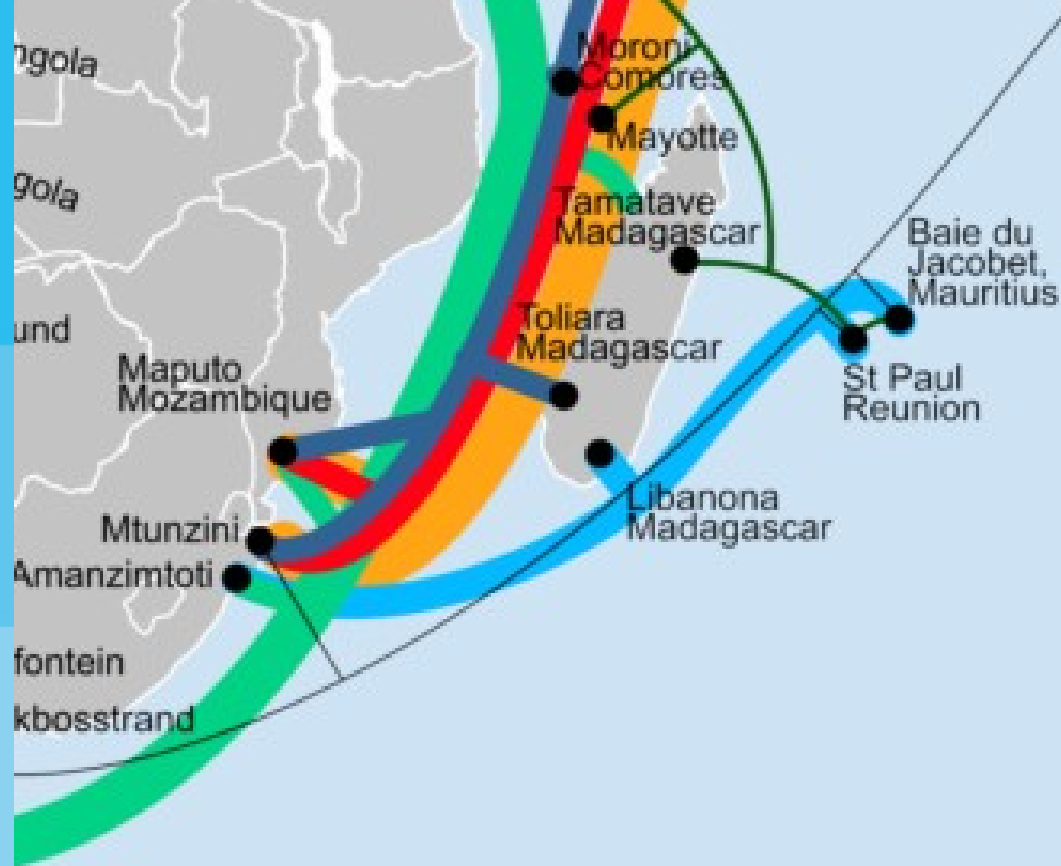 ngola
Moroni
Comores
Mayotte
gola
Tamatave
Madagascar
Baie du
Jacobet,
Mauritius
und
Toliara
Madagascar
Maputo
Mozambique
St Paul
Reunion
Libanona
Madagascar
Mtunzini
Amanzimtoti
fontein
kbosstrand